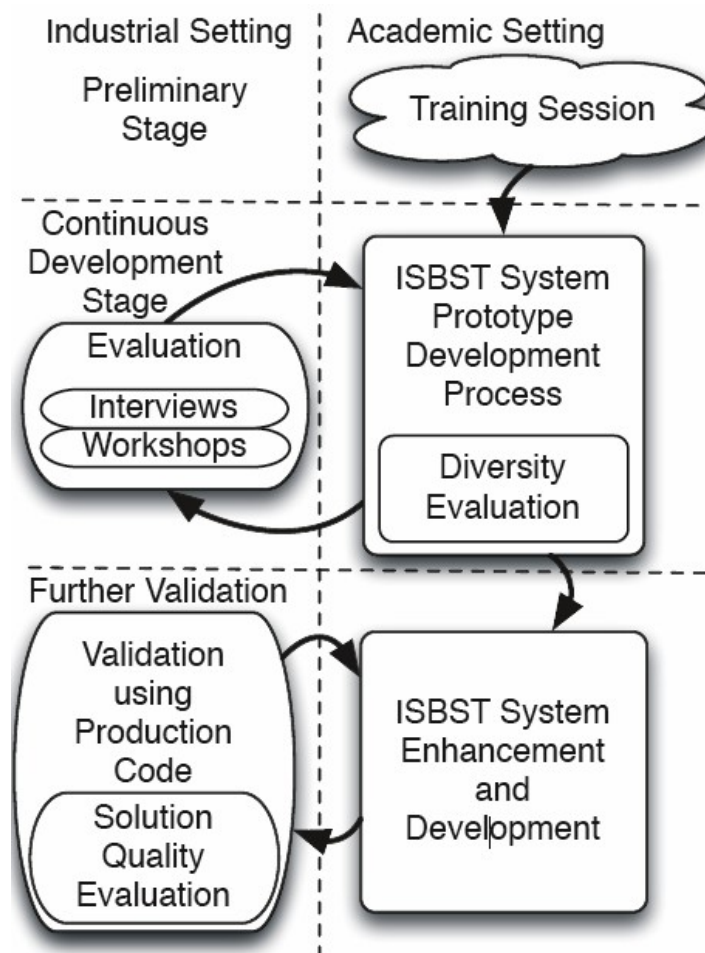 Industrial Setting
Academic Setting
Preliminary
Stage
Training Session
Continuous
Development
Stage
Evaluation
Interviews
Workshops
ISBST System
Prototype
Development
Process
Diversity
Evaluation
Further Validation
Validation
using
Production
Code
Solution
Quality
Evaluation
ISBST System
Enhancement
and
Development